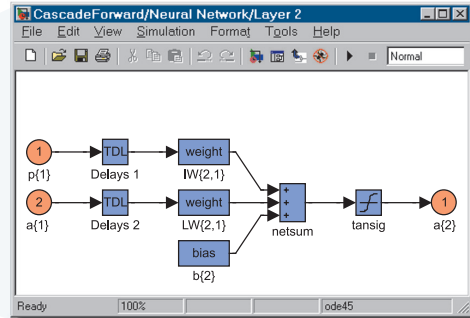 CascadeForward/Neural Network/Layer 2
File Edit View Simulation Format Tools Help
Normal
1 TDL weight
p{1} Delays 1 IW{2,1}
+
2 TDL weight + 1
a{1} Delays 2 LW{2,1} + netsum tansig a{2}
bias
b{2}
Ready 100% ode45